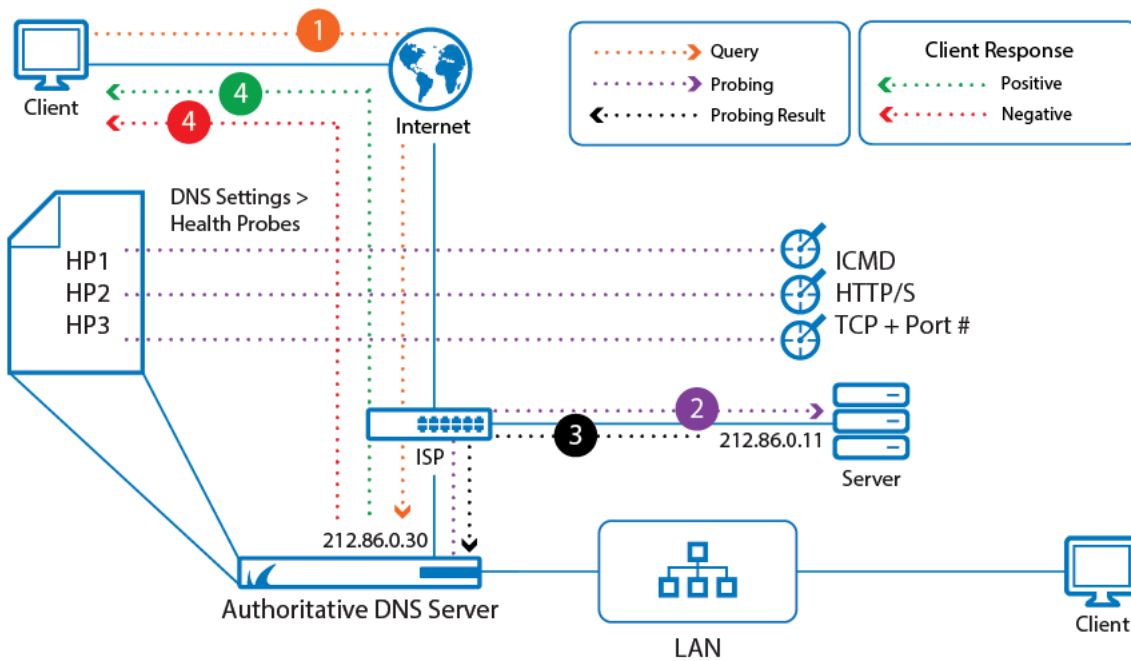 1
Client
4
4
Internet
Query
Probing
Probing Result
Client Response
Positive
Negative
DNS Settings >
Health Probes
HP1
HP2
HP3
ICMD
HTTP/S
TCP + Port #
2
3
ISP
212.86.0.11
Server
212.86.0.30
Authoritative DNS Server
LAN
Client